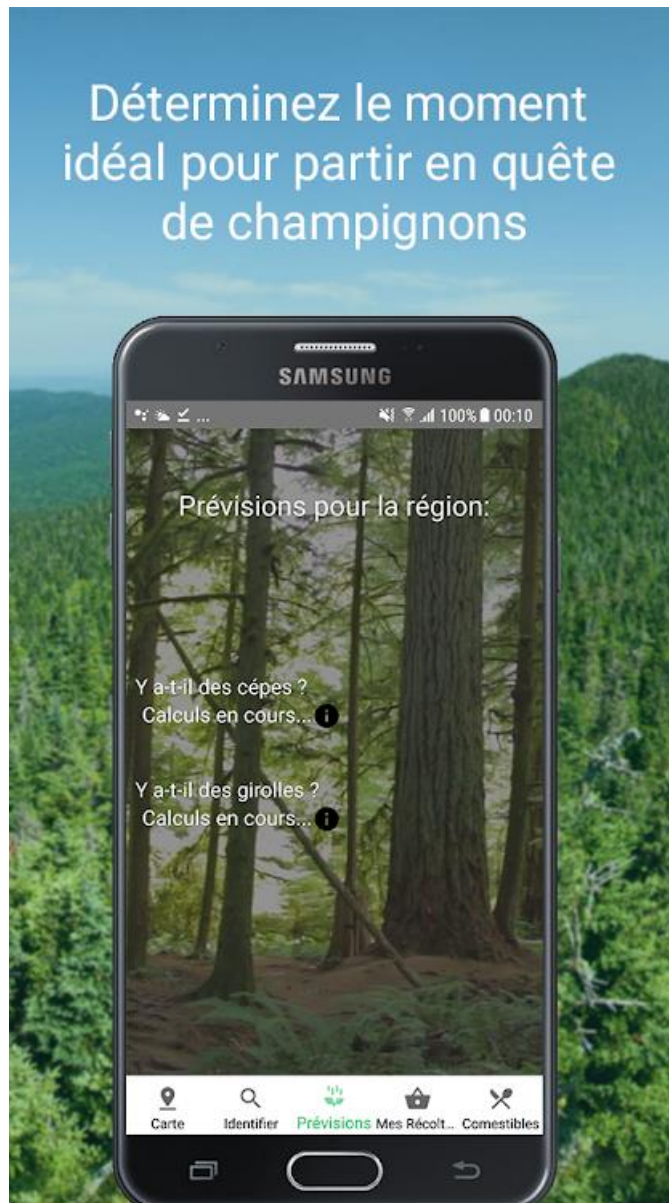 Déterminez le moment
idéal pour partir en quête
de champignons
SAMSUNG
... 100% 00:10
Prévisions pour la région:
Y a-t-il des cépes ?
Calculs en cours...
Y a-t-il des girolles ?
Calculs en cours...
Carte Identifier Prévisions Mes Récolt... Comestibles